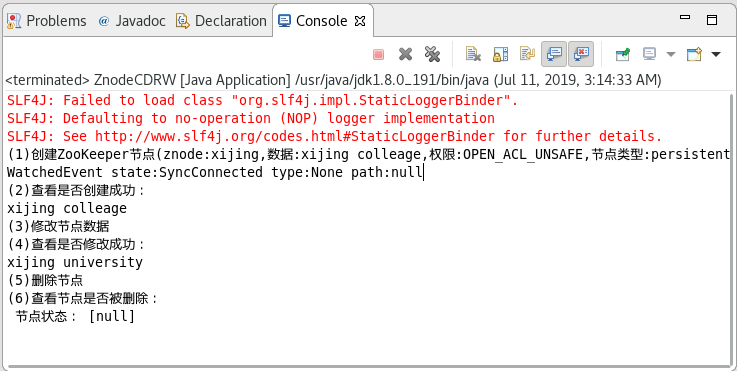 Problems @ Javadoc Declaration Console
<terminated> ZnodeCDRW [Java Application] /usr/java/jdk1.8.0_191/bin/java (Jul 11, 2019, 3:14:33 AM)
SLF4J: Failed to load class "org.slf4j.impl.StaticLoggerBinder".
SLF4J: Defaulting to no-operation (NOP) logger implementation
SLF4J: See http://www.slf4j.org/codes.html#StaticLoggerBinder for further details.
(1)创建ZooKeeper节点(znode:xijing,数据:xijing colleage,权限:OPEN_ACL_UNSAFE,节点类型:persistent
WatchedEvent state:SyncConnected type:None path:null
(2)查看是否创建成功:
xijing colleage
(3)修改节点数据
(4)查看是否修改成功:
xijing university
(5)删除节点
(6)查看节点是否被删除:
节点状态: [null]